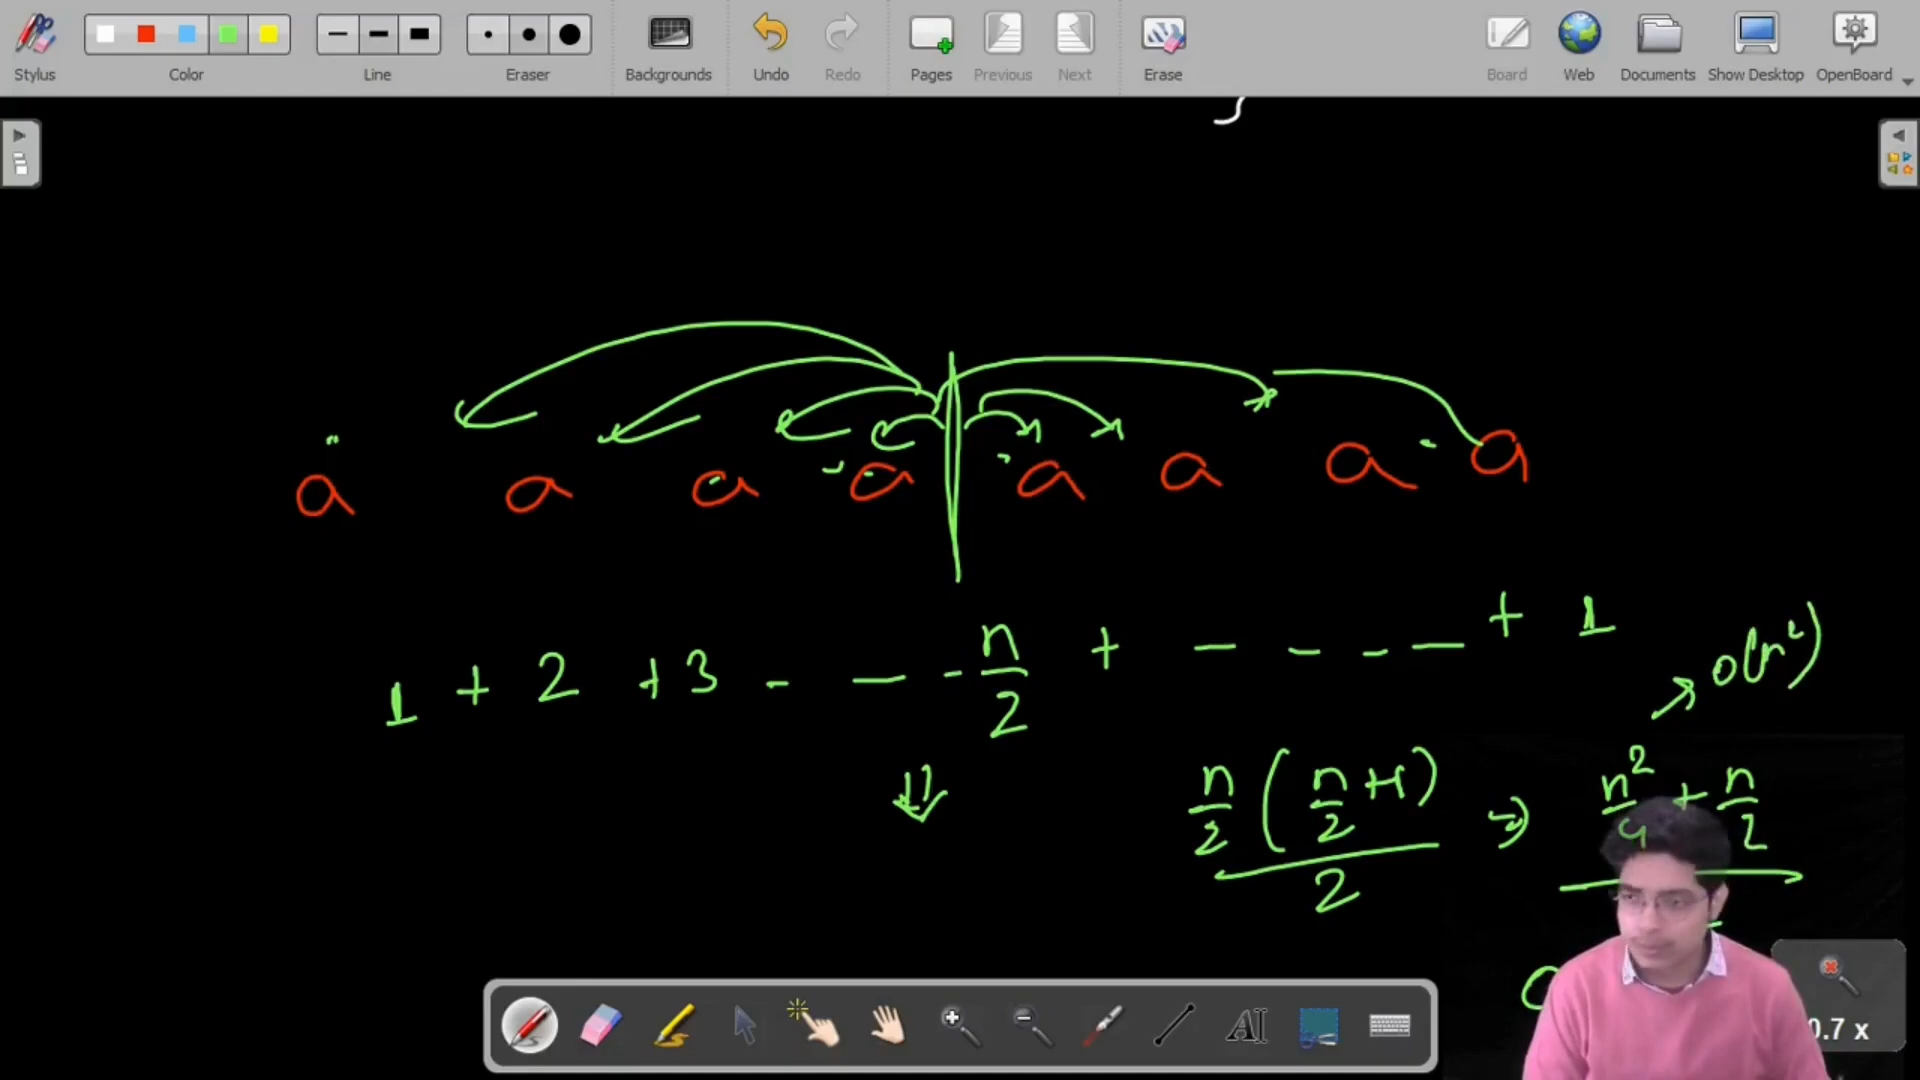 Stylus Color Line Eraser Backgrounds Undo Redo Pages Previous Next Erase Board Web Documents Show Desktop OpenBoard
a a a a a a a a
1 + 2 + 3 - — - n/2 + - - - — + 1
O(n²)
n/2 (n/2 + 1) / 2 ⇒ n²/4 + n/2
AI
0.7 x